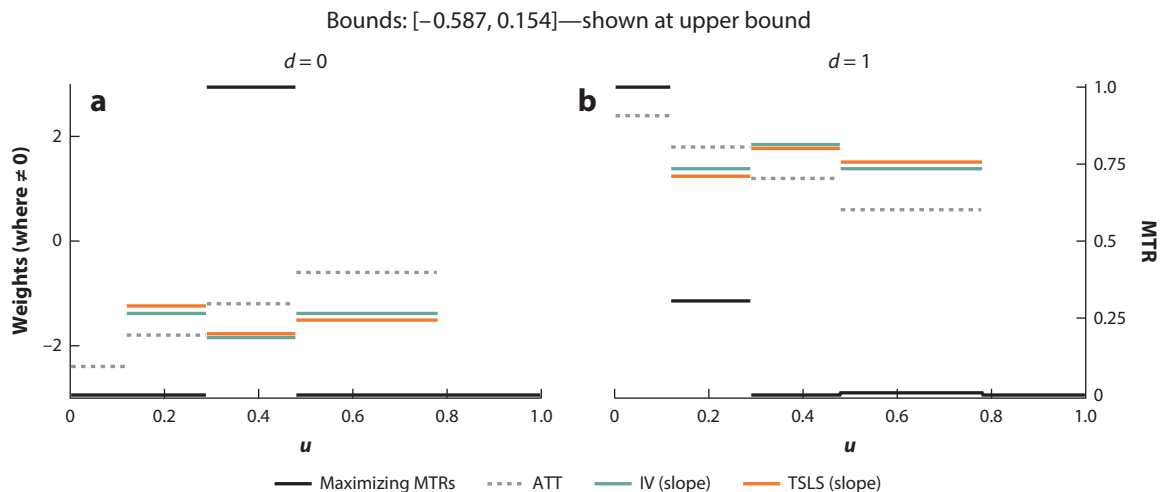 Bounds: [–0.587, 0.154]—shown at upper bound
d = 0
d = 1
a
b
Weights (where ≠ 0)
2
0
–2
1.0
0.75
0.5
0.25
0
MTR
0 0.2 0.4 0.6 0.8 1.0
0 0.2 0.4 0.6 0.8 1.0
u
u
Maximizing MTRs ATT IV (slope) TSLS (slope)